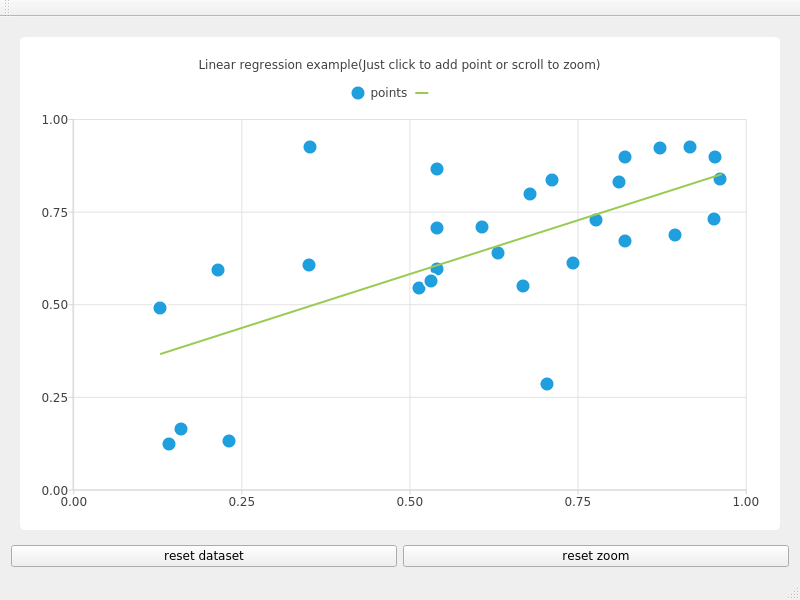 Linear regression example(Just click to add point or scroll to zoom)
points
1.00
0.75
0.50
0.25
0.00
0.00 0.25 0.50 0.75 1.00
reset dataset reset zoom